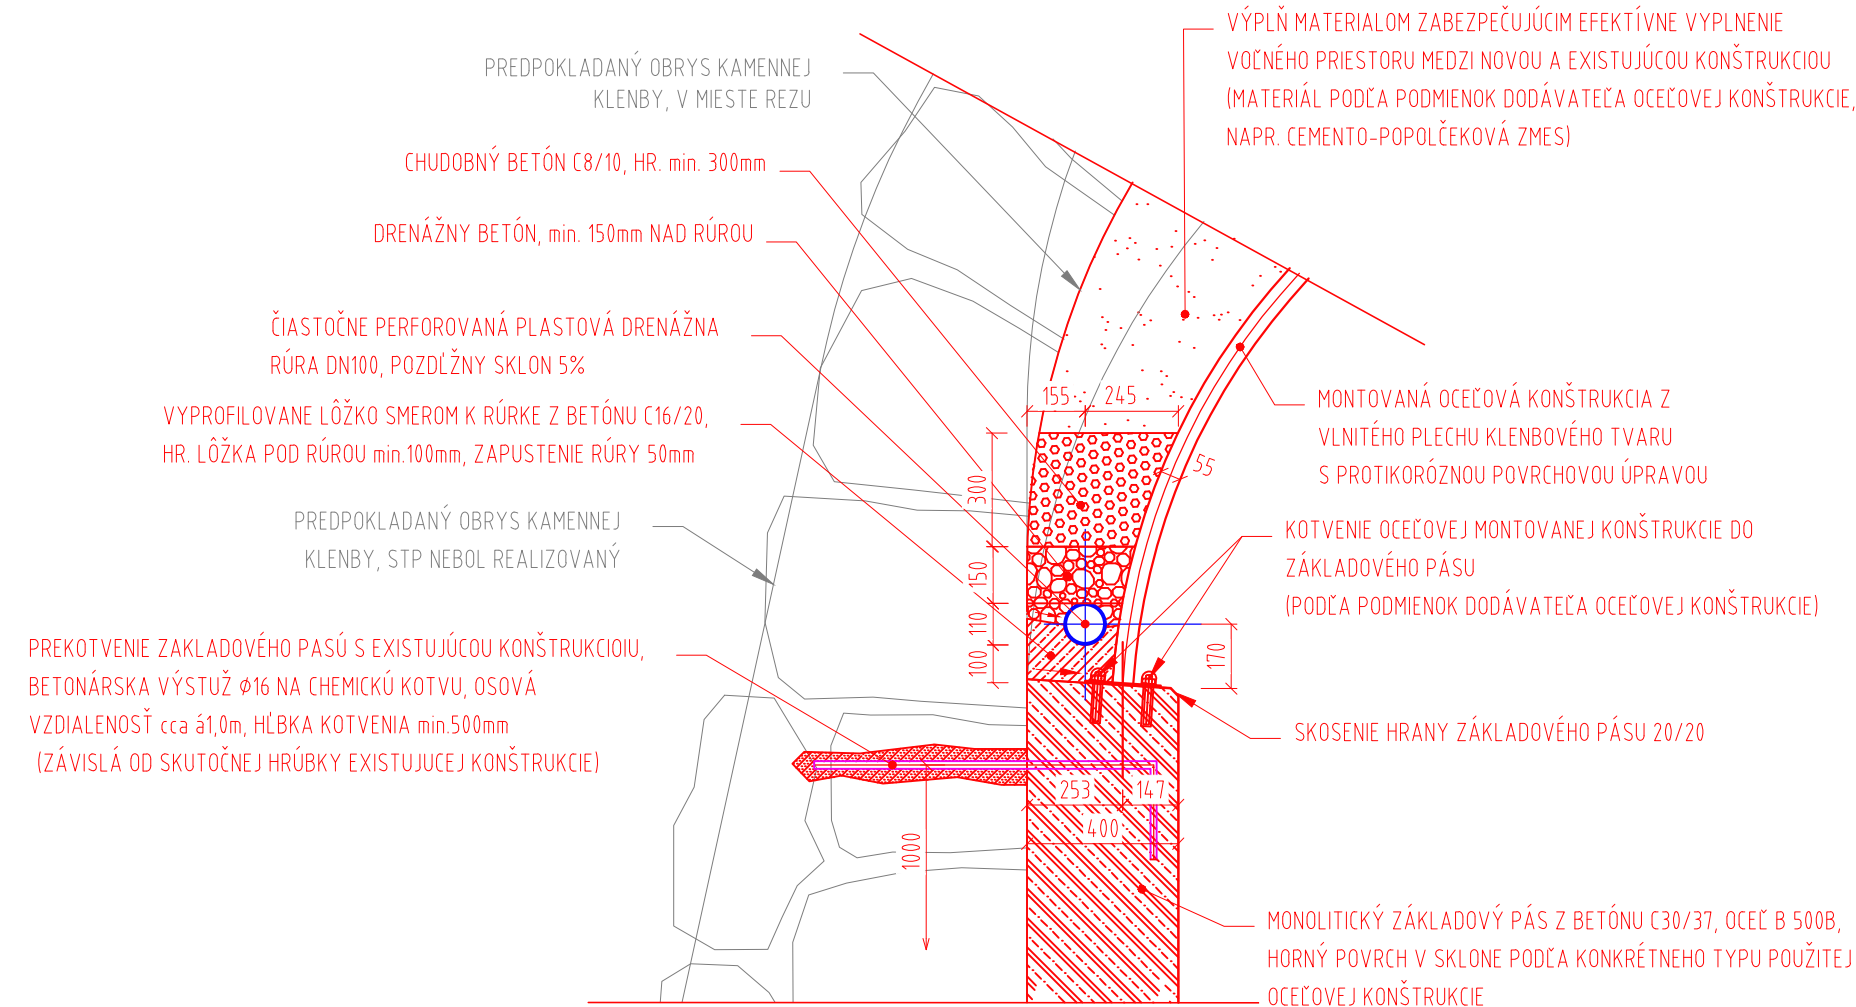 VÝPLŇ MATERIALOM ZABEZPEČUJÚCIM EFEKTÍVNE VYPLNENIE
VOĽNÉHO PRIESTORU MEDZI NOVOU A EXISTUJÚCOU KONŠTRUKCIOU
(MATERIÁL PODĽA PODMIENOK DODÁVATEĽA OCEĽOVEJ KONŠTRUKCIE,
NAPR. CEMENTO-POPOLČEKOVÁ ZMES)
PREDPOKLADANÝ OBRYS KAMENNEJ
KLENBY, V MIESTE REZU
CHUDOBNÝ BETÓN C8/10, HR. min. 300mm
DRENÁŽNY BETÓN, min. 150mm NAD RÚROU
ČIASTOČNE PERFOROVANÁ PLASTOVÁ DRENÁŽNA
RÚRA DN100, POZDĹŽNY SKLON 5%
VYPROFILOVANE LÔŽKO SMEROM K RÚRKE Z BETÓNU C16/20,
HR. LÔŽKA POD RÚROU min.100mm, ZAPUSTENIE RÚRY 50mm
PREDPOKLADANÝ OBRYS KAMENNEJ
KLENBY, STP NEBOL REALIZOVANÝ
PREKOTVENIE ZAKLADOVÉHO PASÚ S EXISTUJÚCOU KONŠTRUKCIOIU,
BETONÁRSKA VÝSTUŽ ø16 NA CHEMICKÚ KOTVU, OSOVÁ
VZDIALENOSŤ cca á1,0m, HĹBKA KOTVENIA min.500mm
(ZÁVISLÁ OD SKUTOČNEJ HRÚBKY EXISTUJUCEJ KONŠTRUKCIE)
155
245
55
300
150
110
100
170
253
147
400
1000
MONTOVANÁ OCEĽOVÁ KONŠTRUKCIA Z
VLNITÉHO PLECHU KLENBOVÉHO TVARU
S PROTIKORÓZNOU POVRCHOVOU ÚPRAVOU
KOTVENIE OCEĽOVEJ MONTOVANEJ KONŠTRUKCIE DO
ZÁKLADOVÉHO PÁSU
(PODĽA PODMIENOK DODÁVATEĽA OCEĽOVEJ KONŠTRUKCIE)
SKOSENIE HRANY ZÁKLADOVÉHO PÁSU 20/20
MONOLITICKÝ ZÁKLADOVÝ PÁS Z BETÓNU C30/37, OCEĽ B 500B,
HORNÝ POVRCH V SKLONE PODĽA KONKRÉTNEHO TYPU POUŽITEJ
OCEĽOVEJ KONŠTRUKCIE